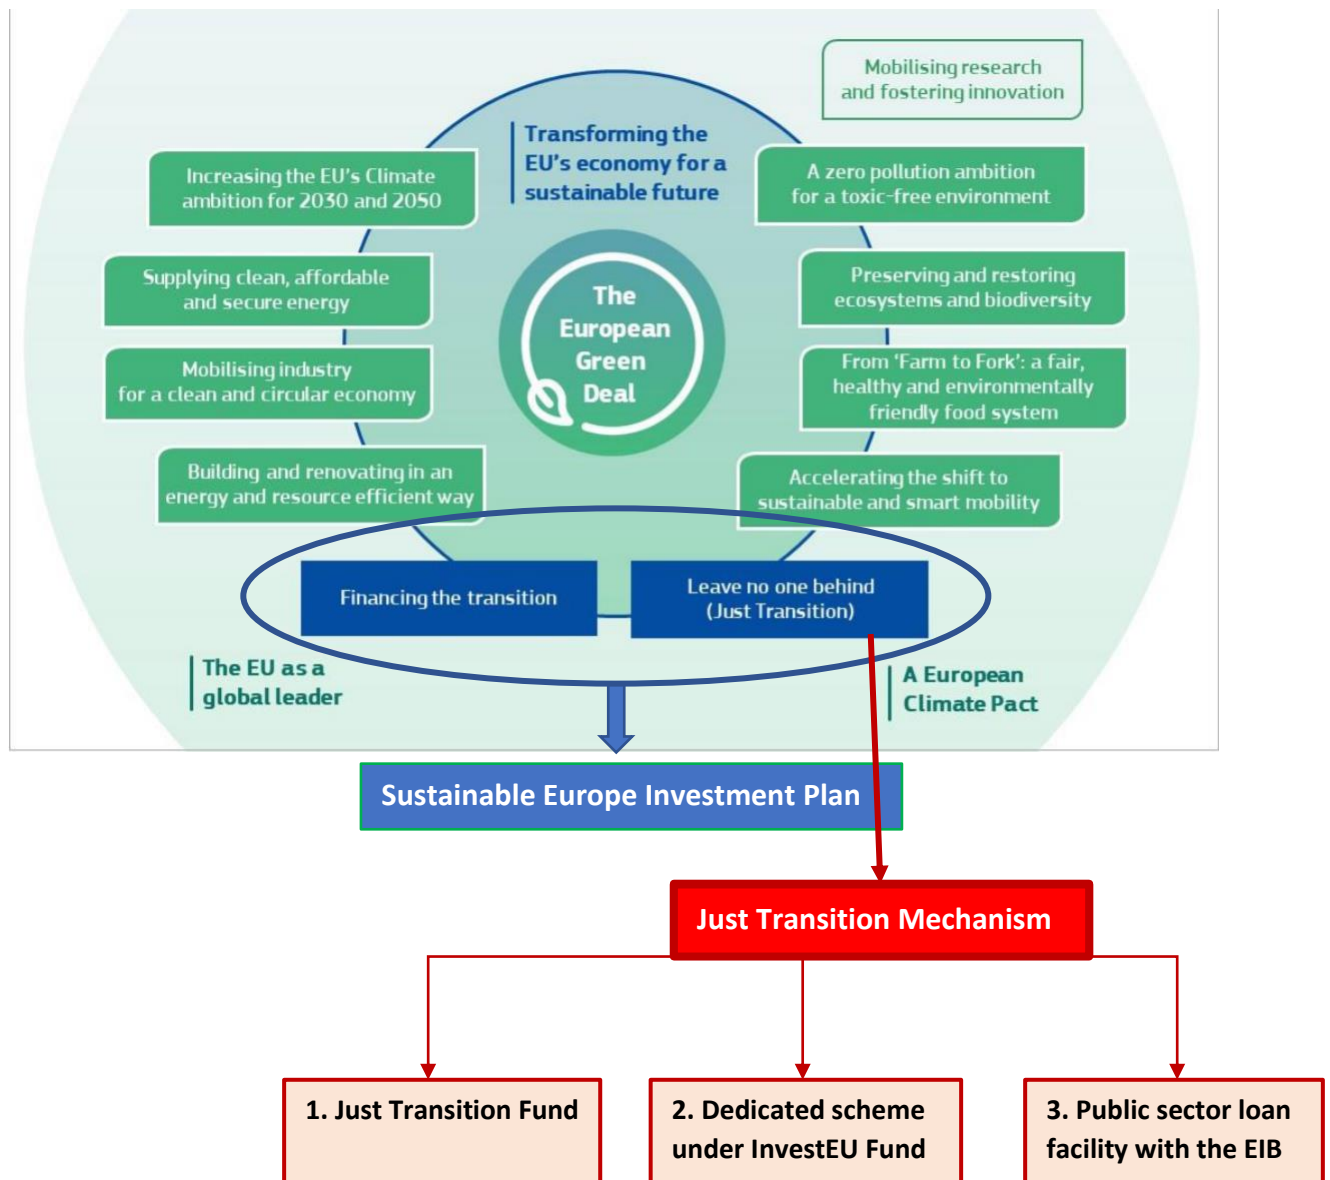 Mobilising research
and fostering innovation
Transforming the
EU's economy for a
sustainable future
Increasing the EU's Climate
ambition for 2030 and 2050
A zero pollution ambition
for a toxic-free environment
Supplying clean, affordable
and secure energy
Preserving and restoring
ecosystems and biodiversity
The
European
Green
Deal
Mobilising industry
for a clean and circular economy
From 'Farm to Fork': a fair,
healthy and environmentally
friendly food system
Building and renovating in an
energy and resource efficient way
Accelerating the shift to
sustainable and smart mobility
Financing the transition
Leave no one behind
(Just Transition)
The EU as a
global leader
A European
Climate Pact
Sustainable Europe Investment Plan
Just Transition Mechanism
1. Just Transition Fund
2. Dedicated scheme
under InvestEU Fund
3. Public sector loan
facility with the EIB